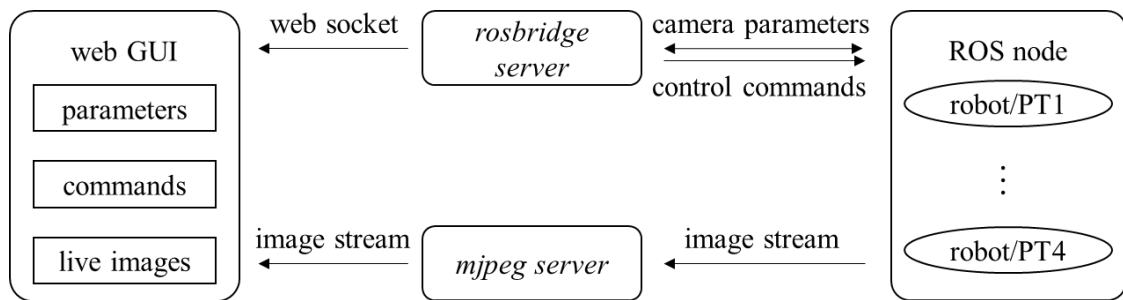 web GUI
parameters
commands
live images
web socket
image stream
rosbridge
server
mjpeg server
camera parameters
control commands
image stream
ROS node
robot/PT1
⋮
robot/PT4